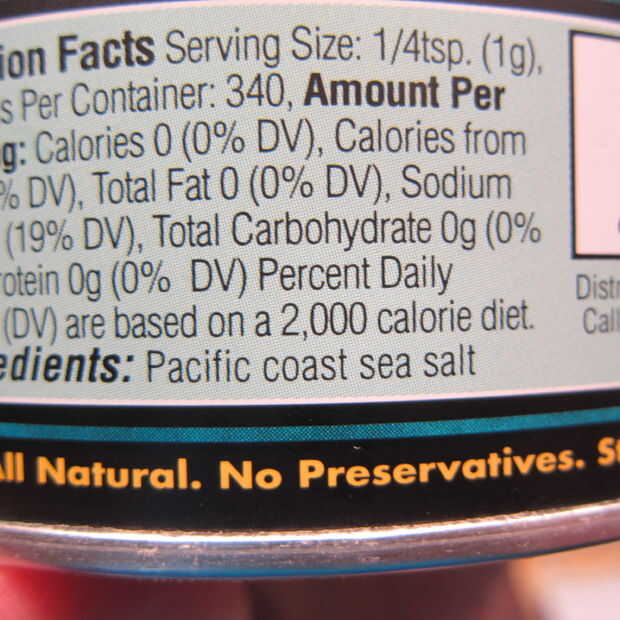 ion Facts Serving Size: 1/4tsp. (1g),
s Per Container: 340, Amount Per
g: Calories 0 (0% DV), Calories from
% DV), Total Fat 0 (0% DV), Sodium
(19% DV), Total Carbohydrate 0g (0%
rotein 0g (0% DV) Percent Daily
(DV) are based on a 2,000 calorie diet.
edients: Pacific coast sea salt
Distr
Call
All Natural. No Preservatives. St